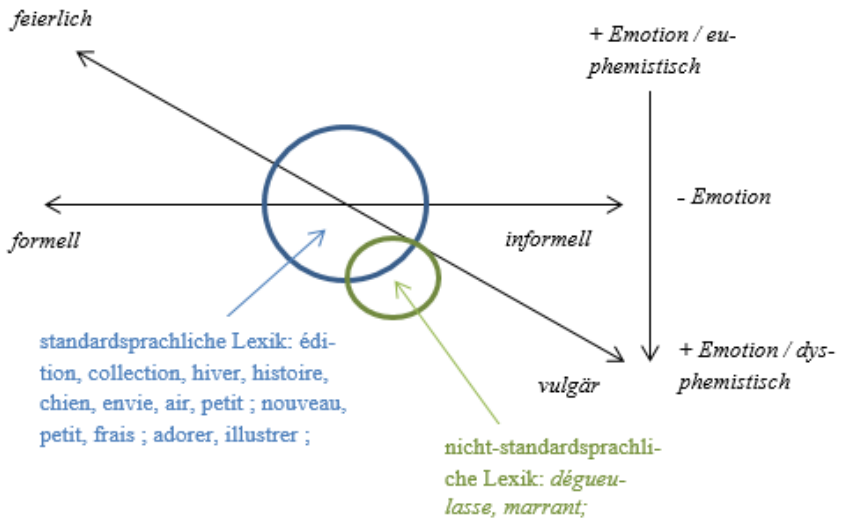 feierlich
+ Emotion / eu-
phemistisch
- Emotion
formell
informell
+ Emotion / dys-
phemistisch
vulgär
standardsprachliche Lexik: édi-
tion, collection, hiver, histoire,
chien, envie, air, petit ; nouveau,
petit, frais ; adorer, illustrer ;
nicht-standardsprachli-
che Lexik: dégueu-
lasse, marrant;